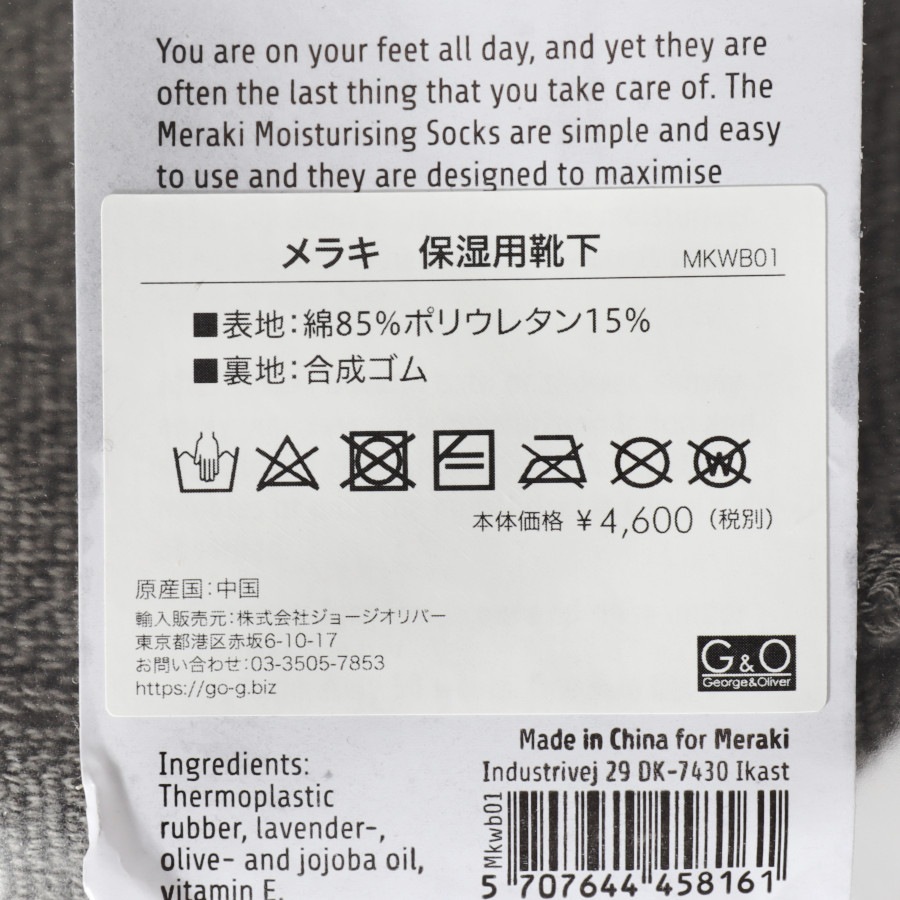 You are on your feet all day, and yet they are
often the last thing that you take care of. The
Meraki Moisturising Socks are simple and easy
to use and they are designed to maximise
メラキ 保湿用靴下 MKWB01
■表地：綿85%ポリウレタン15%
■裏地：合成ゴム
W
本体価格 ￥4,600（税別）
原産国：中国
輸入販売元：株式会社ジョージオリバー
東京都港区赤坂6-10-17
お問い合わせ：03-3505-7853
https://go-g.biz
G&O
George&Oliver
Made in China for Meraki
Industrivej 29 DK-7430 Ikast
Ingredients:
Thermoplastic
rubber, lavender-,
olive- and jojoba oil,
vitamin E.
Mkwb01
5 707644 458161